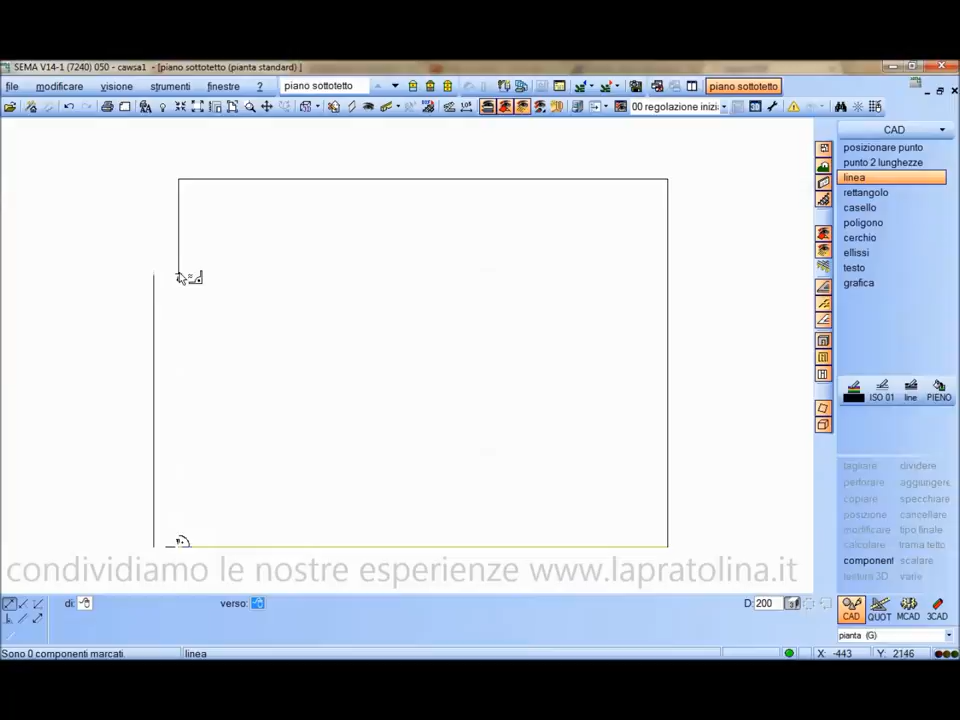 SEMA V14-1 (7240) 050 - cawsa1 - [piano sottotetto (pianta standard) ]
file modificare visione strumenti finestre ? piano sottotetto piano sottotetto
00 regolazione inizi
CAD
posizionare punto
punto 2 lunghezze
linea
rettangolo
casello
poligono
cerchio
ellissi
testo
grafica
ISO 01 line PIENO
tagliare dividere
perforare aggiungere
copiare specchiare
posizione cancellare
modificare tipo finale
calcolare trama tetto
component scalare
texture 3D varie
condividiamo le nostre esperienze www.lapratolina.it
di: verso: D: 200
CAD QUOT MCAD 3CAD
pianta (G)
Sono 0 componenti marcati. linea X: -443 Y: 2146